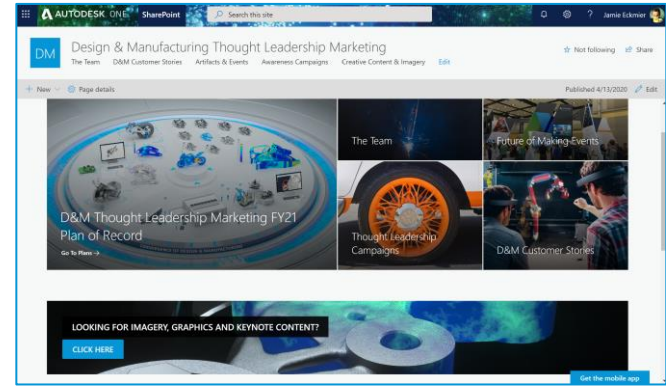 AUTODESK ONE SharePoint Search this site ? Jamie Eckmier
DM
Design & Manufacturing Thought Leadership Marketing
The Team D&M Customer Stories Artifacts & Events Awareness Campaigns Creative Content & Imagery Edit
Not following Share
+ New Page details Published 4/13/2020 Edit
The Team
Future of Making Events
D&M Thought Leadership Marketing FY21
Plan of Record
Go To Plans →
Thought Leadership
Campaigns
D&M Customer Stories
LOOKING FOR IMAGERY, GRAPHICS AND KEYNOTE CONTENT?
CLICK HERE
Get the mobile app